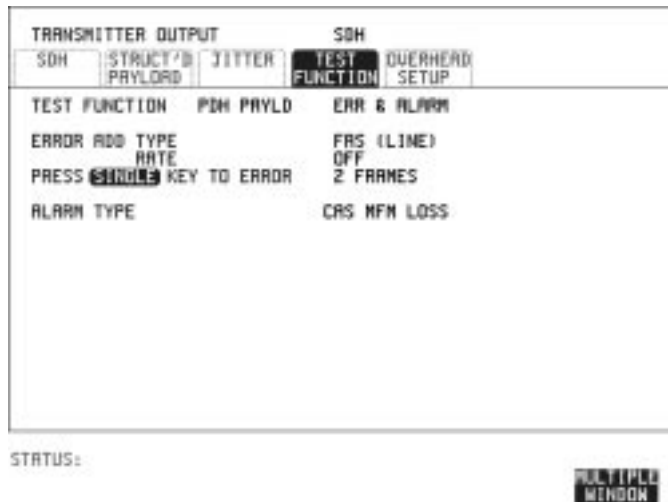 TRANSMITTER OUTPUT SDH
SDH STRUCT'D PAYLOAD JITTER TEST FUNCTION OVERHEAD SETUP
TEST FUNCTION PDH PAYLD ERR & ALARM
ERROR ADD TYPE FAS (LINE)
RATE OFF
PRESS SINGLE KEY TO ERROR 2 FRAMES
ALARM TYPE CAS MFM LOSS
STATUS:
MULTIPLE
WINDOW